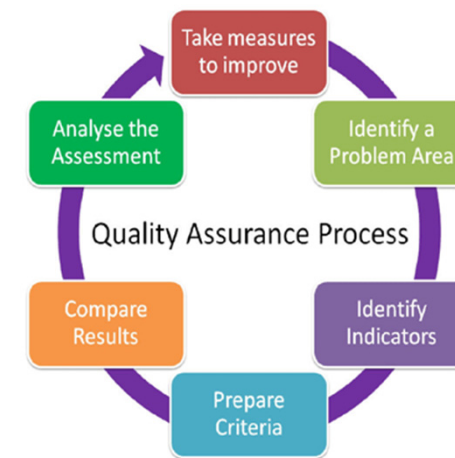 Take measures
to improve
Identify a
Problem Area
Identify
Indicators
Prepare
Criteria
Compare
Results
Analyse the
Assessment
Quality Assurance Process